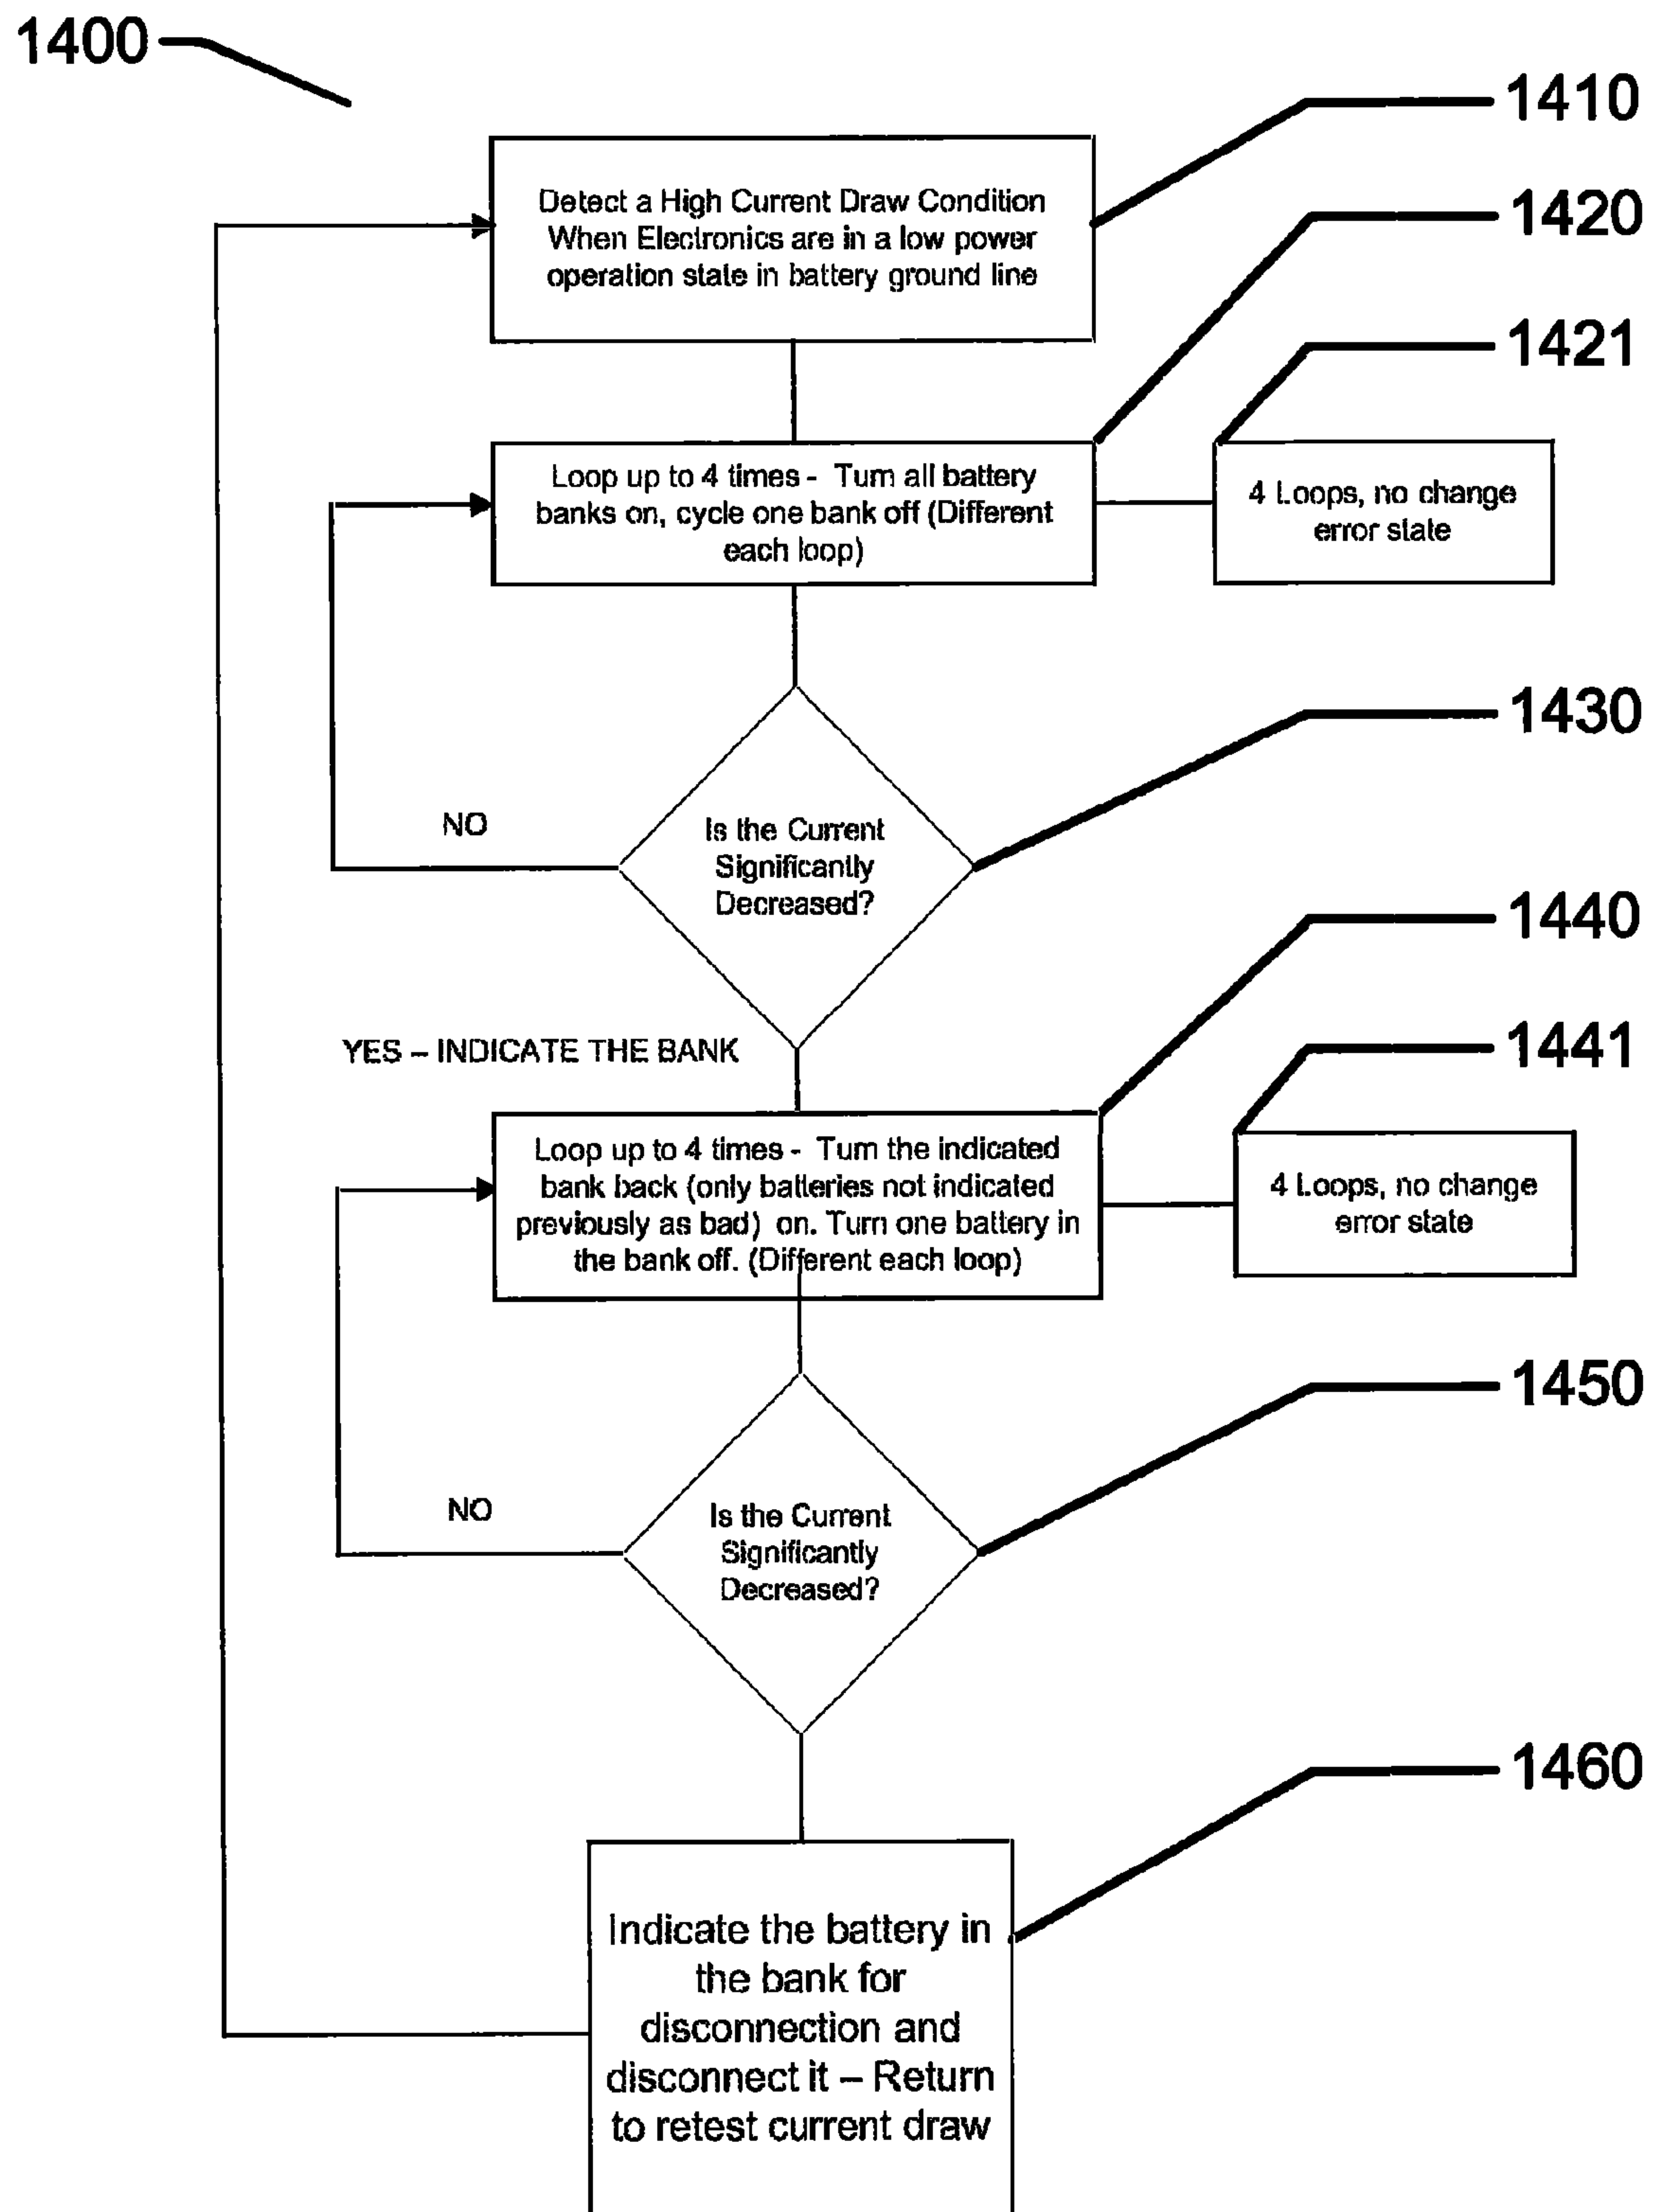 1400
1410
Detect a High Current Draw Condition
When Electronics are in a low power
operation state in battery ground line
1420
1421
Loop up to 4 times - Turn all battery
banks on, cycle one bank off (Different
each loop)
4 Loops, no change
error state
1430
NO
Is the Current
Significantly
Decreased?
1440
YES – INDICATE THE BANK
1441
Loop up to 4 times - Turn the indicated
bank back (only batteries not indicated
previously as bad) on. Turn one battery in
the bank off. (Different each loop)
4 Loops, no change
error state
1450
NO
Is the Current
Significantly
Decreased?
1460
Indicate the battery in
the bank for
disconnection and
disconnect it – Return
to retest current draw